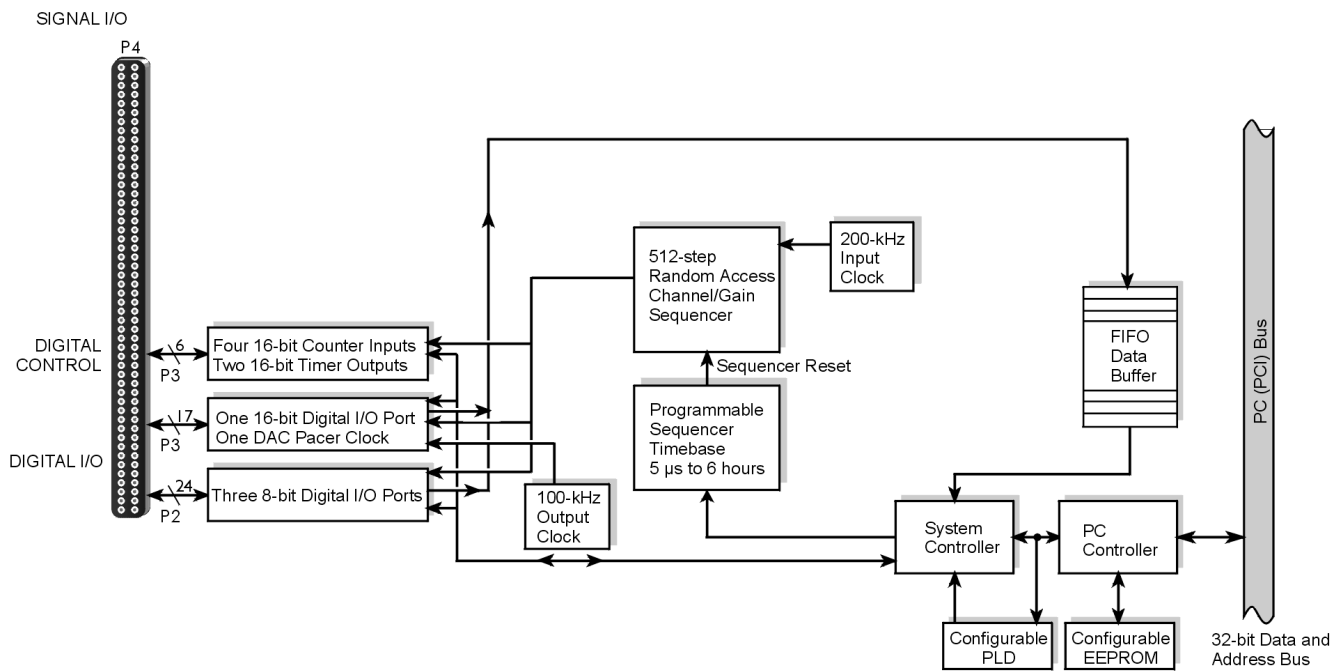 SIGNAL I/O
P4
200-kHz
Input
Clock
512-step
Random Access
Channel/Gain
Sequencer
FIFO
Data
Buffer
PC (PCI) Bus
DIGITAL
CONTROL
6
P3
Four 16-bit Counter Inputs
Two 16-bit Timer Outputs
Sequencer Reset
17
P3
One 16-bit Digital I/O Port
One DAC Pacer Clock
Programmable
Sequencer
Timebase
5 µs to 6 hours
DIGITAL I/O
24
P2
Three 8-bit Digital I/O Ports
100-kHz
Output
Clock
System
Controller
PC
Controller
Configurable
PLD
Configurable
EEPROM
32-bit Data and
Address Bus